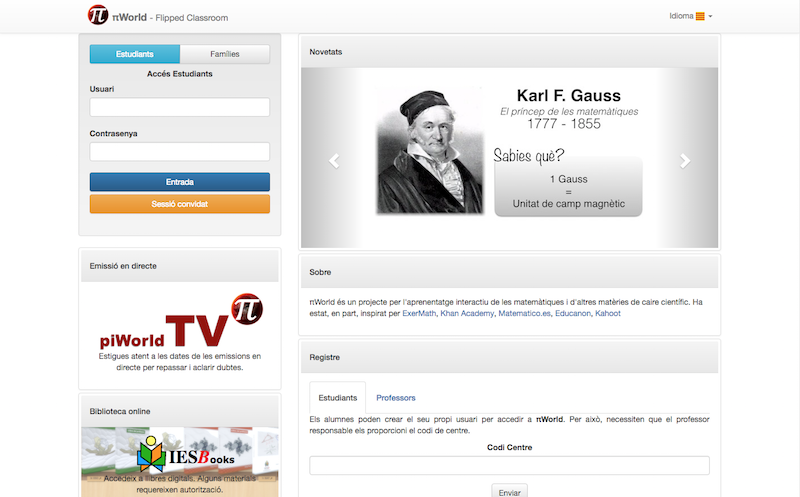 πWorld - Flipped Classroom
Idioma
Estudiants
Famílies
Accés Estudiants
Usuari
Contrasenya
Entrada
Sessió convidat
Emissió en directe
piWorld TV π
Estigues atent a les dates de les emissions en
directe per repassar i aclarir dubtes.
Biblioteca online
IESBooks
Accedeix a llibres digitals. Alguns materials
requereixen autorització.
Novetats
Karl F. Gauss
El príncep de les matemàtiques
1777 - 1855
Sabies què?
1 Gauss
=
Unitat de camp magnètic
Sobre
πWorld és un projecte per l'aprenentatge interactiu de les matemàtiques i d'altres matèries de caire científic. Ha
estat, en part, inspirat per ExerMath, Khan Academy, Matematico.es, Educanon, Kahoot
Registre
Estudiants
Professors
Els alumnes poden crear el seu propi usuari per accedir a πWorld. Per això, necessiten que el professor
responsable els proporcioni el codi de centre.
Codi Centre
Enviar